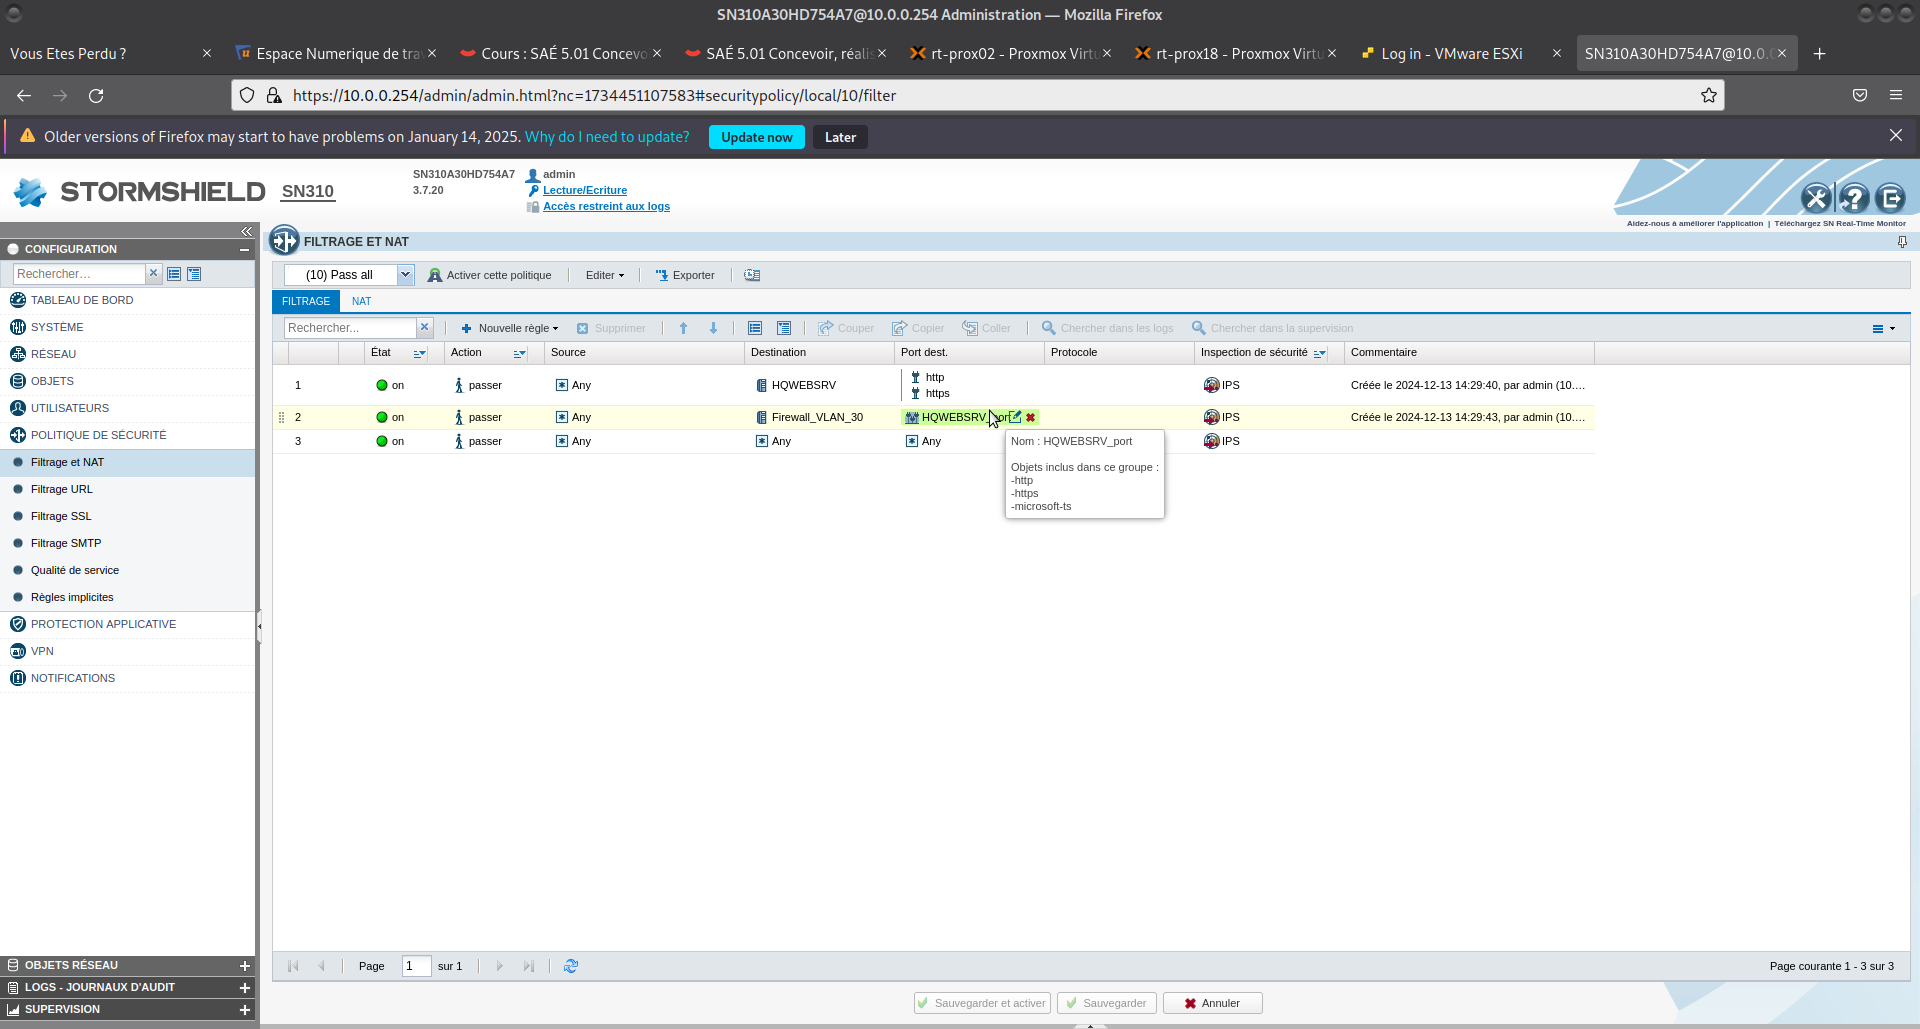 SN310A30HD754A7@10.0.0.254 Administration — Mozilla Firefox
Vous Etes Perdu ?
Espace Numerique de tra
Cours : SAÉ 5.01 Concevo
SAÉ 5.01 Concevoir, réalis
rt-prox02 - Proxmox Virtu
rt-prox18 - Proxmox Virtu
Log in - VMware ESXi
SN310A30HD754A7@10.0.0
https://10.0.0.254/admin/admin.html?nc=1734451107583#securitypolicy/local/10/filter
Older versions of Firefox may start to have problems on January 14, 2025. Why do I need to update? Update now Later
STORMSHIELD SN310
SN310A30HD754A7
3.7.20
admin
Lecture/Ecriture
Accès restreint aux logs
Aidez-nous à améliorer l'application | Téléchargez SN Real-Time Monitor
CONFIGURATION
Rechercher...
TABLEAU DE BORD
SYSTÈME
RÉSEAU
OBJETS
UTILISATEURS
POLITIQUE DE SÉCURITÉ
Filtrage et NAT
Filtrage URL
Filtrage SSL
Filtrage SMTP
Qualité de service
Règles implicites
PROTECTION APPLICATIVE
VPN
NOTIFICATIONS
OBJETS RÉSEAU
LOGS - JOURNAUX D'AUDIT
SUPERVISION
FILTRAGE ET NAT
(10) Pass all Activer cette politique Editer Exporter
FILTRAGE NAT
Rechercher... Nouvelle règle Supprimer Couper Copier Coller Chercher dans les logs Chercher dans la supervision
État Action Source Destination Port dest. Protocole Inspection de sécurité Commentaire
1 on passer Any HQWEBSRV http https IPS Créée le 2024-12-13 14:29:40, par admin (10....
2 on passer Any Firewall_VLAN_30 HQWEBSRV_port IPS Créée le 2024-12-13 14:29:43, par admin (10....
3 on passer Any Any Any IPS
Nom : HQWEBSRV_port
Objets inclus dans ce groupe :
-http
-https
-microsoft-ts
Page 1 sur 1
Page courante 1 - 3 sur 3
Sauvegarder et activer Sauvegarder Annuler